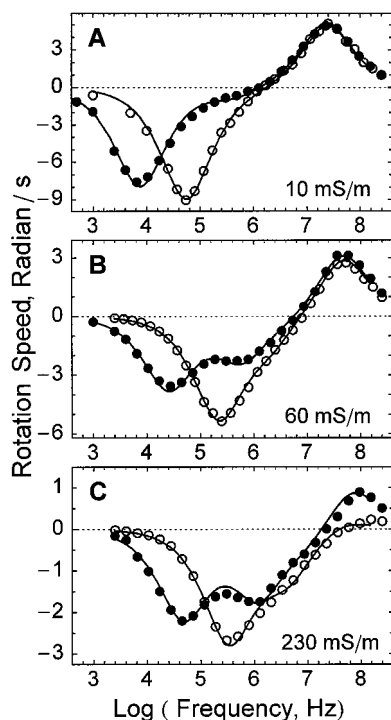 A
5
0
-3
-6
-9
10 mS/m
3 4 5 6 7 8
B
3
0
-3
-6
60 mS/m
3 4 5 6 7 8
C
1
0
-1
-2
-3
230 mS/m
3 4 5 6 7 8
Rotation Speed, Radian/s
Log (Frequency, Hz)